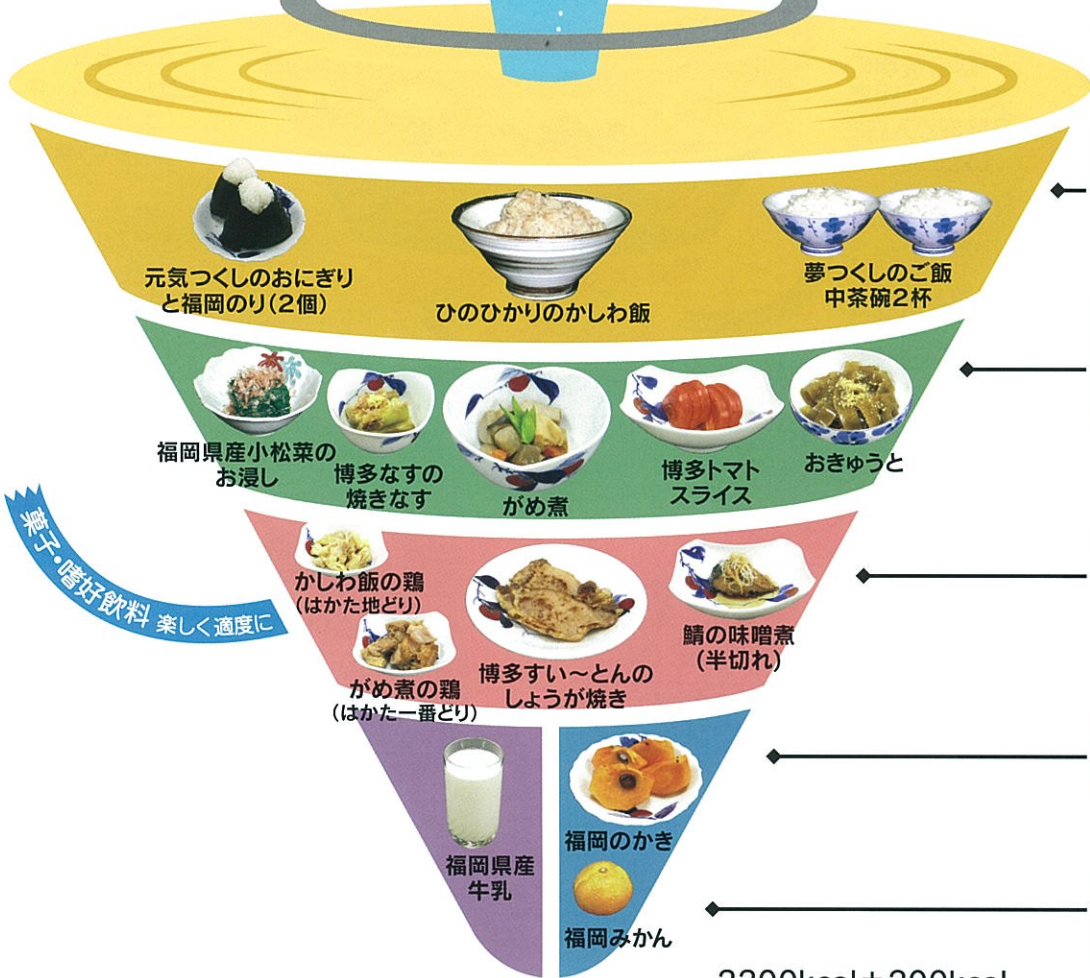 元気つくしのおにぎり
と福岡のり(2個)
ひのひかりのかしわ飯
夢つくしのご飯
中茶碗2杯
福岡県産小松菜の
お浸し
博多なすの
焼きなす
がめ煮
博多トマト
スライス
おきゅうと
菓子・嗜好飲料 楽しく適度に
かしわ飯の鶏
(はかた地どり)
がめ煮の鶏
(はかた一番どり)
博多すい～とんの
しょうが焼き
鯖の味噌煮
(半切れ)
福岡県産
牛乳
福岡のかき
福岡みかん